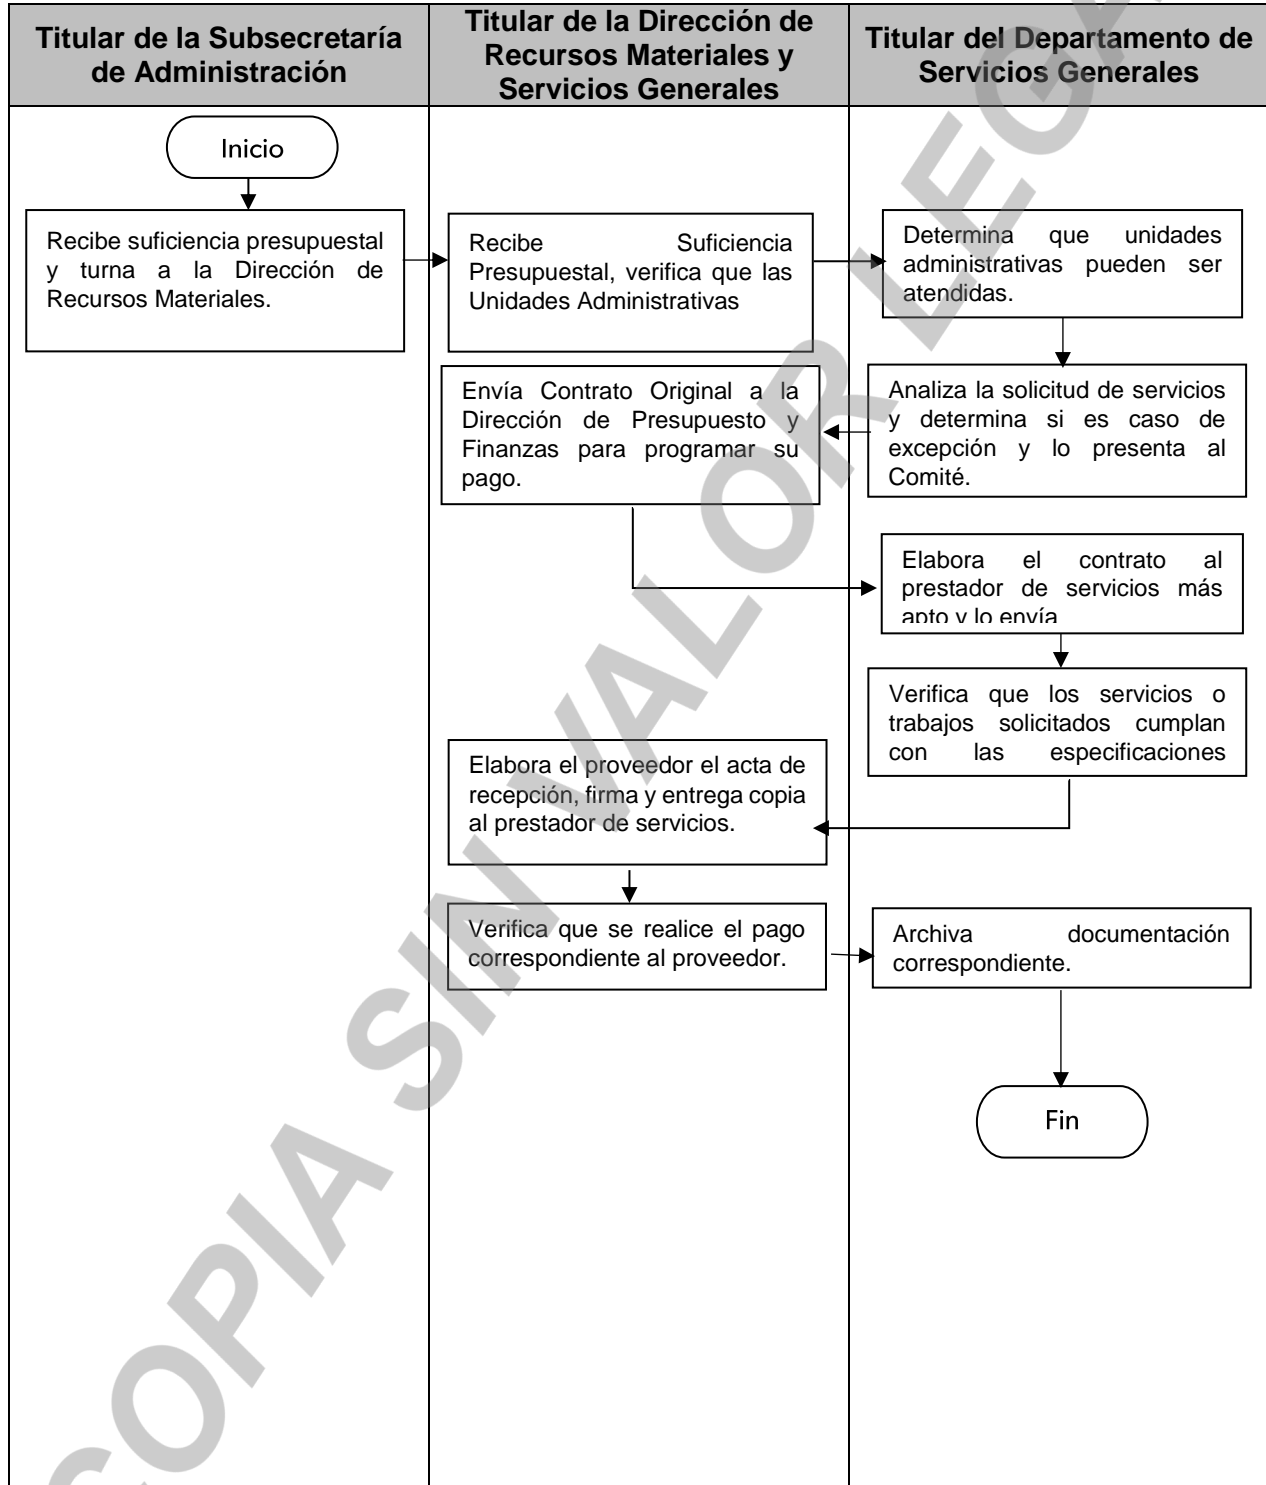 Titular de la Subsecretaría
de Administración
Titular de la Dirección de
Recursos Materiales y
Servicios Generales
Titular del Departamento de
Servicios Generales
Inicio
Recibe suficiencia presupuestal
y turna a la Dirección de
Recursos Materiales.
Recibe Suficiencia
Presupuestal, verifica que las
Unidades Administrativas
Determina que unidades
administrativas pueden ser
atendidas.
Analiza la solicitud de servicios
y determina si es caso de
excepción y lo presenta al
Comité.
Envía Contrato Original a la
Dirección de Presupuesto y
Finanzas para programar su
pago.
Elabora el contrato al
prestador de servicios más
apto y lo envía
Verifica que los servicios o
trabajos solicitados cumplan
con las especificaciones
Elabora el proveedor el acta de
recepción, firma y entrega copia
al prestador de servicios.
Verifica que se realice el pago
correspondiente al proveedor.
Archiva documentación
correspondiente.
Fin
COPIA SIN VALOR LEGAL